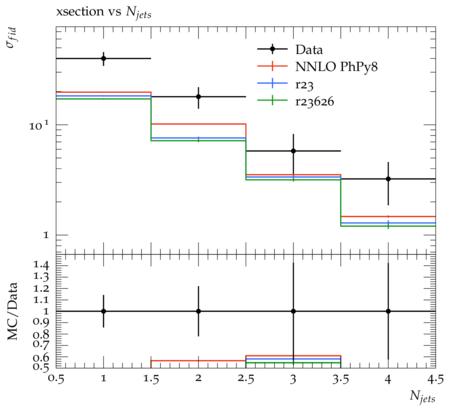 xsection vs N_jets
σ_fid
Data
NNLO PhPy8
r23
r23626
10^1
1
MC/Data
1.4
1.3
1.2
1.1
1
0.9
0.8
0.7
0.6
0.5
0.5 1 1.5 2 2.5 3 3.5 4 4.5
N_jets